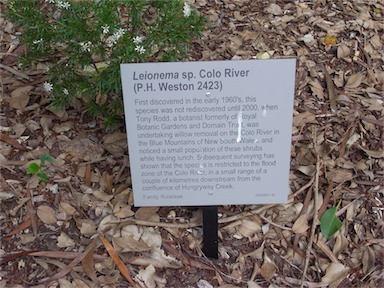 Leionema sp. Colo River
(P.H. Weston 2423)
First discovered in the early 1960's, this
species was not rediscovered until 2000, when
Tony Rodd, a botanist formerly of Royal
Botanic Gardens and Domain Trust, was
undertaking willow removal on the Colo River in
the Blue Mountains of New South Wales, and
noticed a small population of these shrubs
while having lunch. Subsequent surveying has
shown that the species is restricted to the flood
zone of the Colo River, in a small range of a
couple of kilometres downstream from the
confluence of Hungryway Creek.
Family Rutaceae